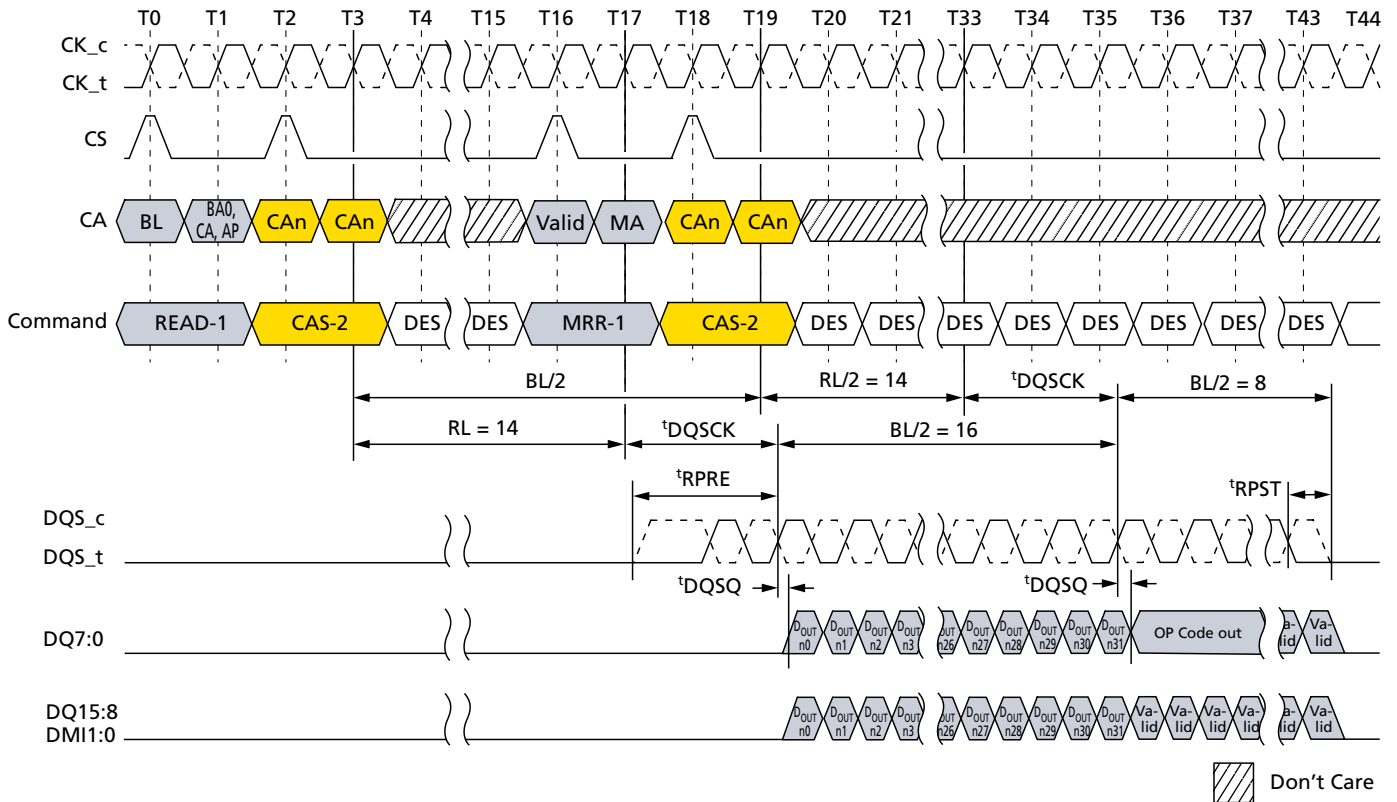 T0 T1 T2 T3 T4 T15 T16 T17 T18 T19 T20 T21 T33 T34 T35 T36 T37 T43 T44
CK_c
CK_t
CS
CA BL BA0, CA, AP CAn CAn Valid MA CAn CAn
Command READ-1 CAS-2 DES DES MRR-1 CAS-2 DES DES DES DES DES DES DES DES
BL/2 RL/2 = 14 tDQSCK BL/2 = 8
RL = 14 tDQSCK BL/2 = 16
tRPRE tRPST
DQS_c
DQS_t
tDQSQ tDQSQ
DQ7:0 DOUT n0 DOUT n1 DOUT n2 DOUT n3 DOUT n26 DOUT n27 DOUT n28 DOUT n29 DOUT n30 DOUT n31 OP Code out a-lid Va-lid
DQ15:8
DMI1:0 DOUT n0 DOUT n1 DOUT n2 DOUT n3 OUT n26 DOUT n27 DOUT n28 DOUT n29 DOUT n30 DOUT n31 Va-lid Va-lid Va-lid Va-lid a-lid Va-lid
Don't Care